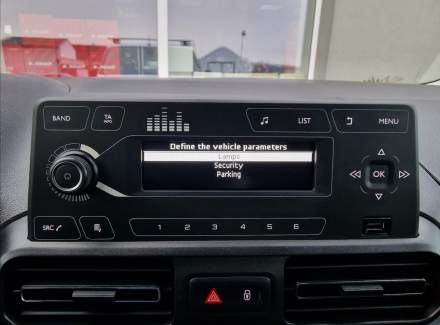 BAND
TA
INFO
LIST
MENU
Define the vehicle parameters
Lamps
Security
Parking
OK
SRC
1 2 3 4 5 6